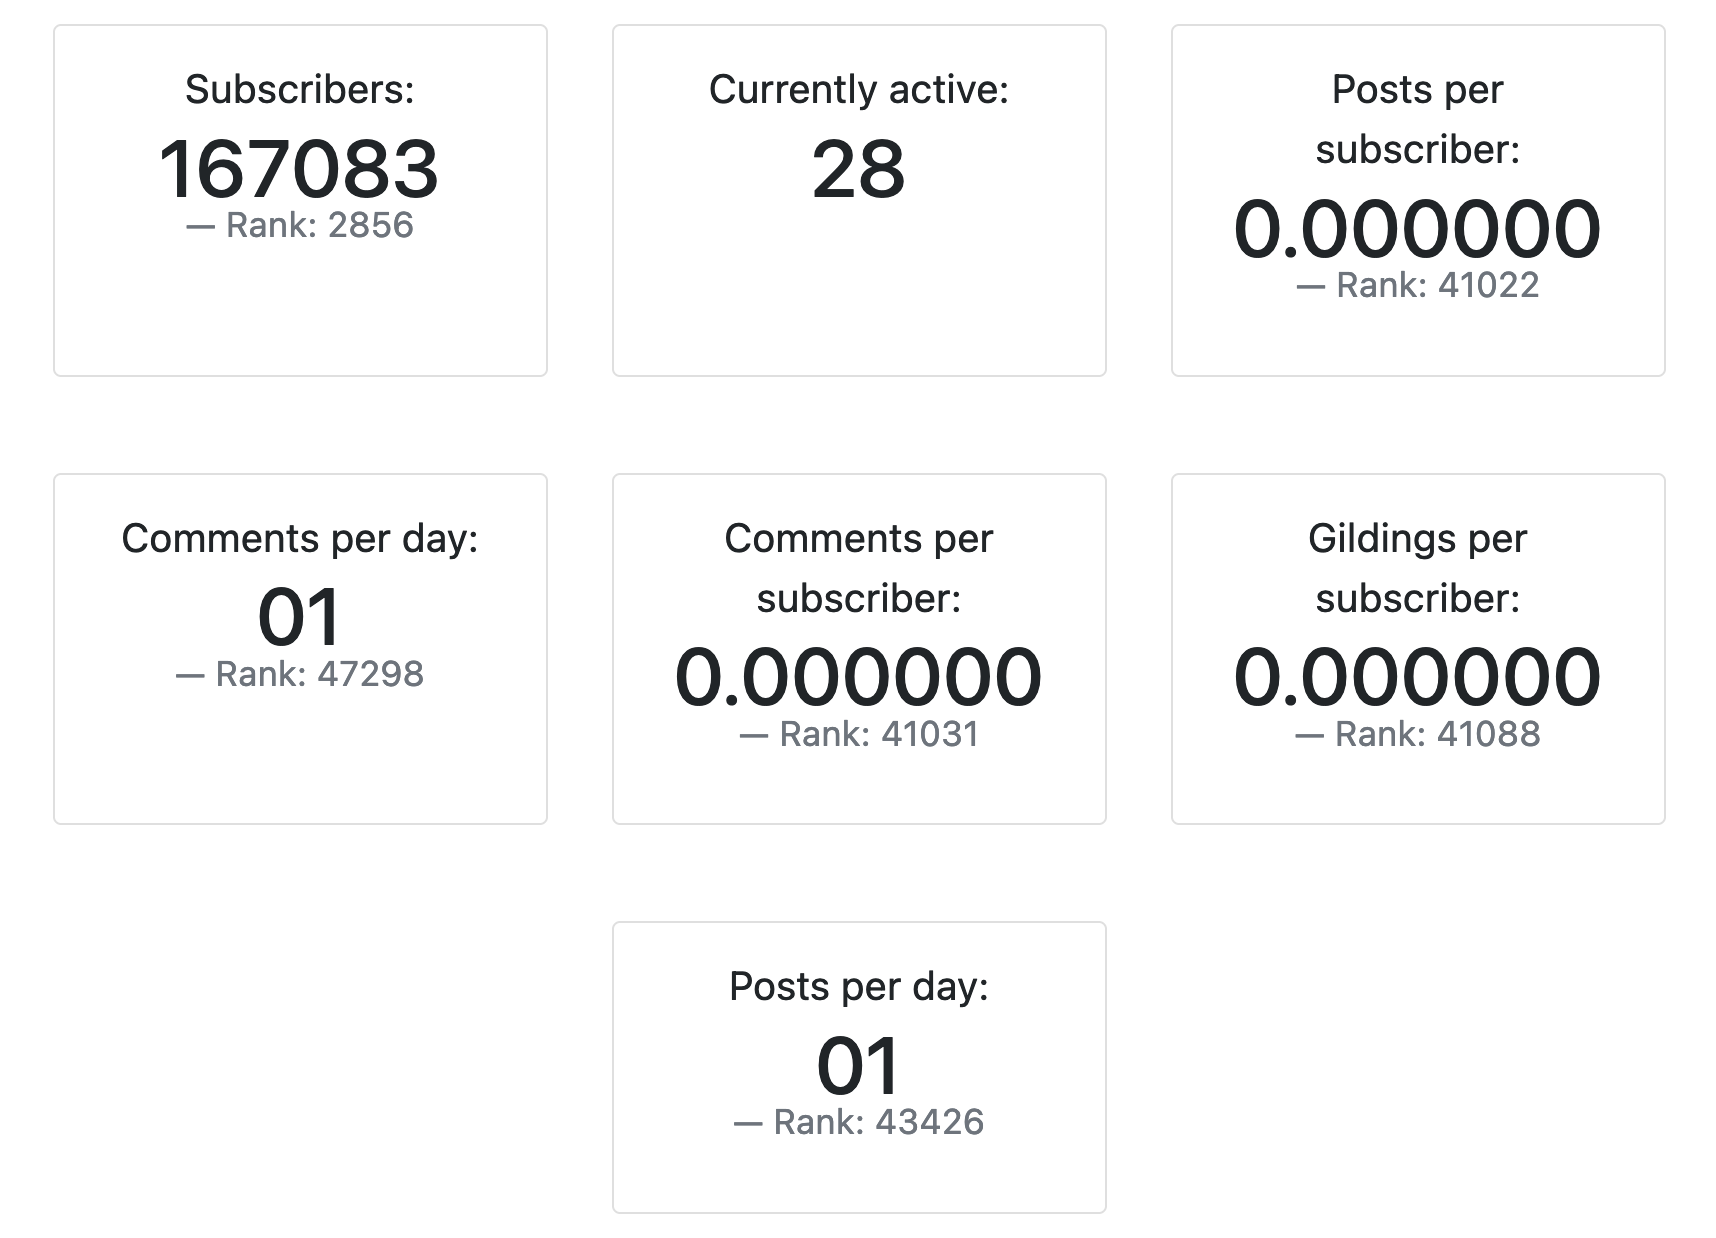 Subscribers:
167083
— Rank: 2856
Currently active:
28
Posts per
subscriber:
0.000000
— Rank: 41022
Comments per day:
01
— Rank: 47298
Comments per
subscriber:
0.000000
— Rank: 41031
Gildings per
subscriber:
0.000000
— Rank: 41088
Posts per day:
01
— Rank: 43426